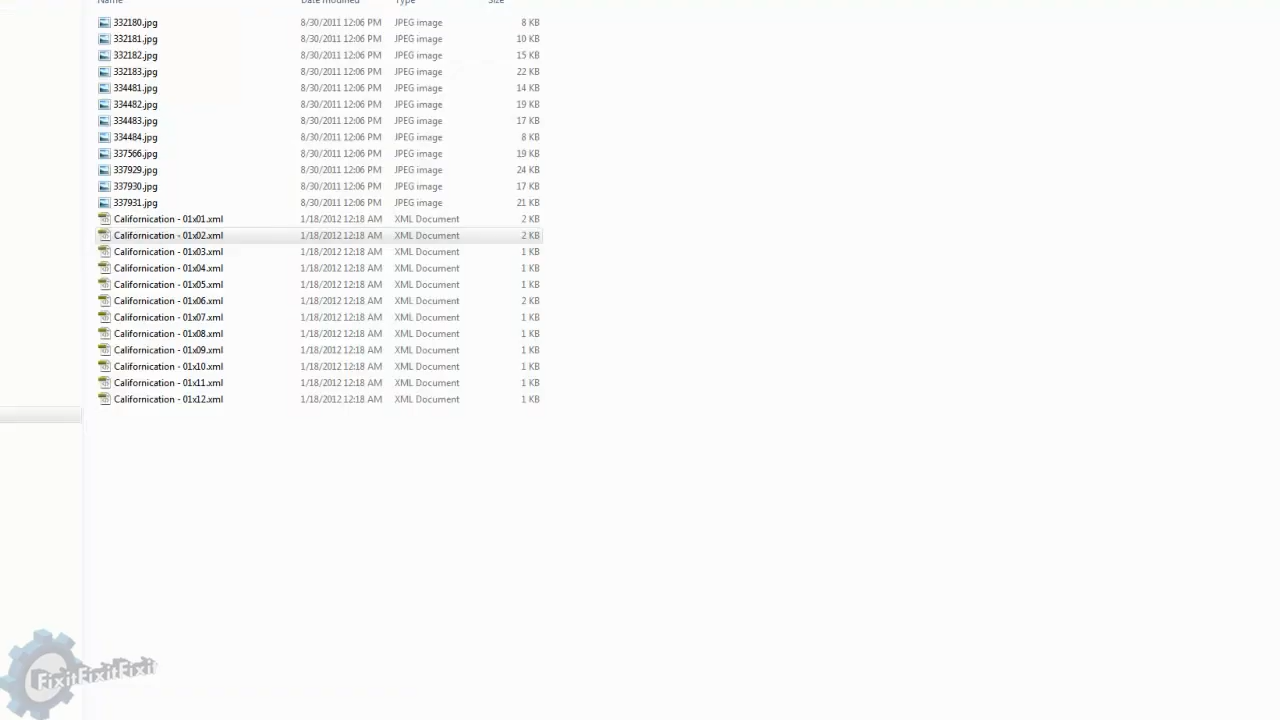 Name Date modified Type Size
332180.jpg 8/30/2011 12:06 PM JPEG image 8 KB
332181.jpg 8/30/2011 12:06 PM JPEG image 10 KB
332182.jpg 8/30/2011 12:06 PM JPEG image 15 KB
332183.jpg 8/30/2011 12:06 PM JPEG image 22 KB
334481.jpg 8/30/2011 12:06 PM JPEG image 14 KB
334482.jpg 8/30/2011 12:06 PM JPEG image 19 KB
334483.jpg 8/30/2011 12:06 PM JPEG image 17 KB
334484.jpg 8/30/2011 12:06 PM JPEG image 8 KB
337566.jpg 8/30/2011 12:06 PM JPEG image 19 KB
337929.jpg 8/30/2011 12:06 PM JPEG image 24 KB
337930.jpg 8/30/2011 12:06 PM JPEG image 17 KB
337931.jpg 8/30/2011 12:06 PM JPEG image 21 KB
Californication - 01x01.xml 1/18/2012 12:18 AM XML Document 2 KB
Californication - 01x02.xml 1/18/2012 12:18 AM XML Document 2 KB
Californication - 01x03.xml 1/18/2012 12:18 AM XML Document 1 KB
Californication - 01x04.xml 1/18/2012 12:18 AM XML Document 1 KB
Californication - 01x05.xml 1/18/2012 12:18 AM XML Document 1 KB
Californication - 01x06.xml 1/18/2012 12:18 AM XML Document 2 KB
Californication - 01x07.xml 1/18/2012 12:18 AM XML Document 1 KB
Californication - 01x08.xml 1/18/2012 12:18 AM XML Document 1 KB
Californication - 01x09.xml 1/18/2012 12:18 AM XML Document 1 KB
Californication - 01x10.xml 1/18/2012 12:18 AM XML Document 1 KB
Californication - 01x11.xml 1/18/2012 12:18 AM XML Document 1 KB
Californication - 01x12.xml 1/18/2012 12:18 AM XML Document 1 KB
FixitFixitFixit